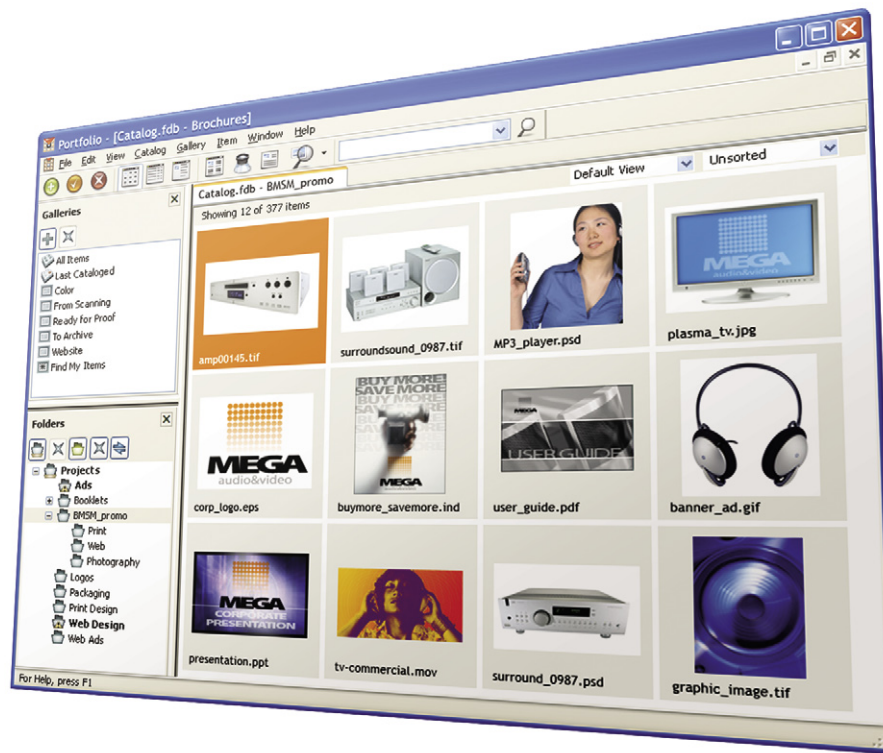 Portfolio - [Catalog.fdb - Brochures]
File Edit View Catalog Gallery Item Window Help
Galleries
All Items
Last Cataloged
Color
From Scanning
Ready for Proof
To Archive
Website
Find My Items
Folders
Projects
Ads
Booklets
BMSM_promo
Print
Web
Photography
Logos
Packaging
Print Design
Web Design
Web Ads
For Help, press F1
Catalog.fdb - BMSM_promo
Default View
Unsorted
Showing 12 of 377 items
amp00145.tif
surroundsound_0987.tif
MP3_player.psd
MEGA
audio&video
plasma_tv.jpg
MEGA
audio&video
corp_logo.eps
BUY MORE!
SAVE MORE
BUY MORE!
SAVE MORE
MEGA
buymore_savemore.ind
MEGA
USER GUIDE
user_guide.pdf
banner_ad.gif
MEGA
CORPORATE
PRESENTATION
presentation.ppt
tv-commercial.mov
surround_0987.psd
graphic_image.tif